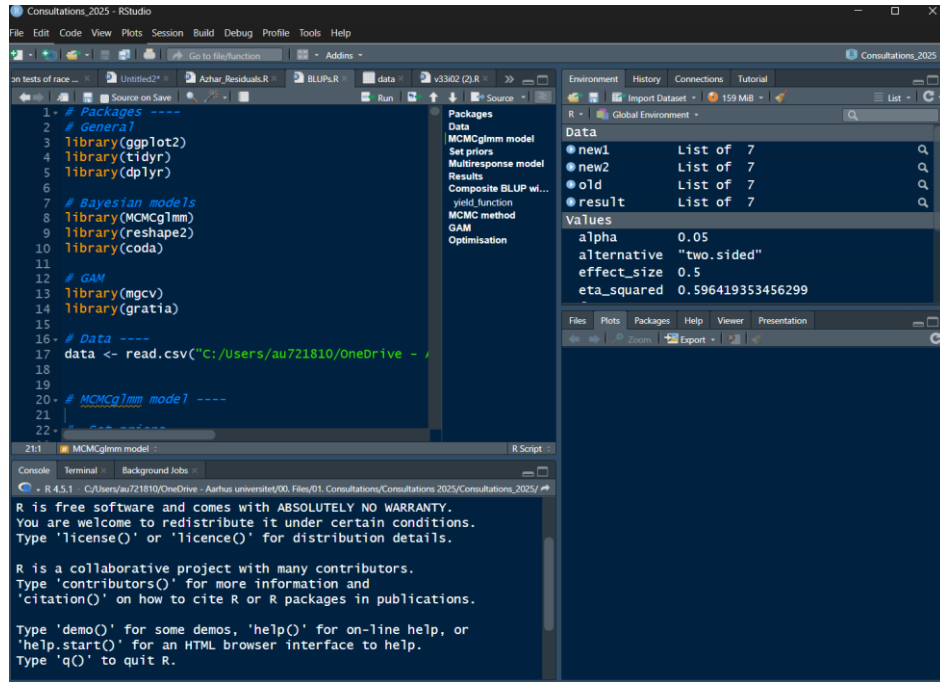 Consultations_2025 - RStudio
File Edit Code View Plots Session Build Debug Profile Tools Help
Go to file/function Addins Consultations_2025
on tests of race ... Untitled2* Azhar_Residuals.R BLUPs.R data v33i02 (2).R
Source on Save Run Source
1 # Packages ----
2 # General
3 library(ggplot2)
4 library(tidyr)
5 library(dplyr)
6
7 # Bayesian models
8 library(MCMCglmm)
9 library(reshape2)
10 library(coda)
11
12 # GAM
13 library(mgcv)
14 library(gratia)
15
16 # Data ----
17 data <- read.csv("C:/Users/au721810/OneDrive - A
18
19
20 # MCMCglmm model ----
21
22 # Set priors
Packages
Data
MCMCglmm model
Set priors
Multiresponse model
Results
Composite BLUP wi...
yield_function
MCMC method
GAM
Optimisation
21:1 MCMCglmm model R Script
Console Terminal Background Jobs
R 4.5.1 · C:/Users/au721810/OneDrive - Aarhus universitet/00. Files/01. Consultations/Consultations 2025/Consultations_2025/
R is free software and comes with ABSOLUTELY NO WARRANTY.
You are welcome to redistribute it under certain conditions.
Type 'license()' or 'licence()' for distribution details.
R is a collaborative project with many contributors.
Type 'contributors()' for more information and
'citation()' on how to cite R or R packages in publications.
Type 'demo()' for some demos, 'help()' for on-line help, or
'help.start()' for an HTML browser interface to help.
Type 'q()' to quit R.
Environment History Connections Tutorial
Import Dataset 159 MiB List
R Global Environment
Data
new1 List of 7
new2 List of 7
old List of 7
result List of 7
Values
alpha 0.05
alternative "two.sided"
effect_size 0.5
eta_squared 0.596419353456299
Files Plots Packages Help Viewer Presentation
Zoom Export